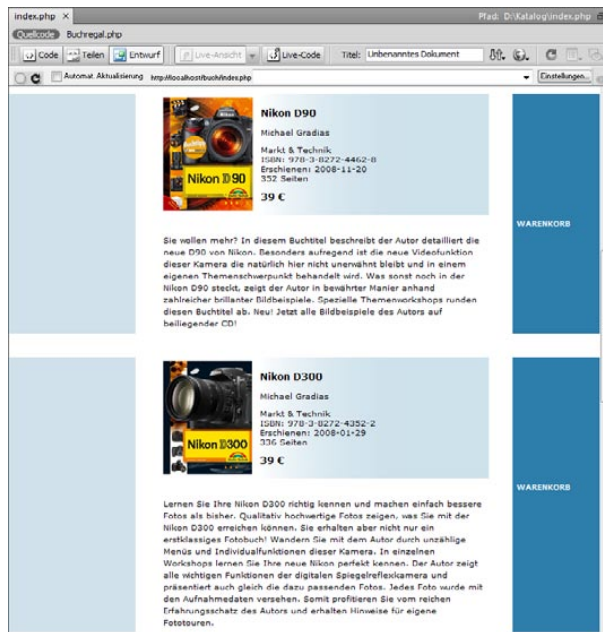 index.php ×
Pfad: D:\Katalog\index.php
Quellcode Buchregal.php
Code Teilen Entwurf Live-Ansicht Live-Code Titel: Unbenanntes Dokument
Automat. Aktualisierung http://localhost/buch/index.php Einstellungen...
Nikon D90
Nikon D90
Michael Gradias
Markt & Technik
ISBN: 978-3-8272-4462-8
Erschienen: 2008-11-20
352 Seiten
39 €
WARENKORB
Sie wollen mehr? In diesem Buchtitel beschreibt der Autor detailliert die
neue D90 von Nikon. Besonders aufregend ist die neue Videofunktion
dieser Kamera die natürlich hier nicht unerwähnt bleibt und in einem
eigenen Themenschwerpunkt behandelt wird. Was sonst noch in der
Nikon D90 steckt, zeigt der Autor in bewährter Manier anhand
zahlreicher brillanter Bildbeispiele. Spezielle Themenworkshops runden
diesen Buchtitel ab. Neu! Jetzt alle Bildbeispiele des Autors auf
beiliegender CD!
Nikon D300
Nikon D300
Michael Gradias
Markt & Technik
ISBN: 978-3-8272-4352-2
Erschienen: 2008-01-29
336 Seiten
39 €
WARENKORB
Lernen Sie Ihre Nikon D300 richtig kennen und machen einfach bessere
Fotos als bisher. Qualitativ hochwertige Fotos zeigen, was Sie mit der
Nikon D300 erreichen können. Sie erhalten aber nicht nur ein
erstklassiges Fotobuch! Wandern Sie mit dem Autor durch unzählige
Menüs und Individualfunktionen dieser Kamera. In einzelnen
Workshops lernen Sie Ihre neue Nikon perfekt kennen. Der Autor zeigt
alle wichtigen Funktionen der digitalen Spiegelreflexkamera und
präsentiert auch gleich die dazu passenden Fotos. Jedes Foto wurde mit
den Aufnahmedaten versehen. Somit profitieren Sie vom reichen
Erfahrungsschatz des Autors und erhalten Hinweise für eigene
Fototouren.